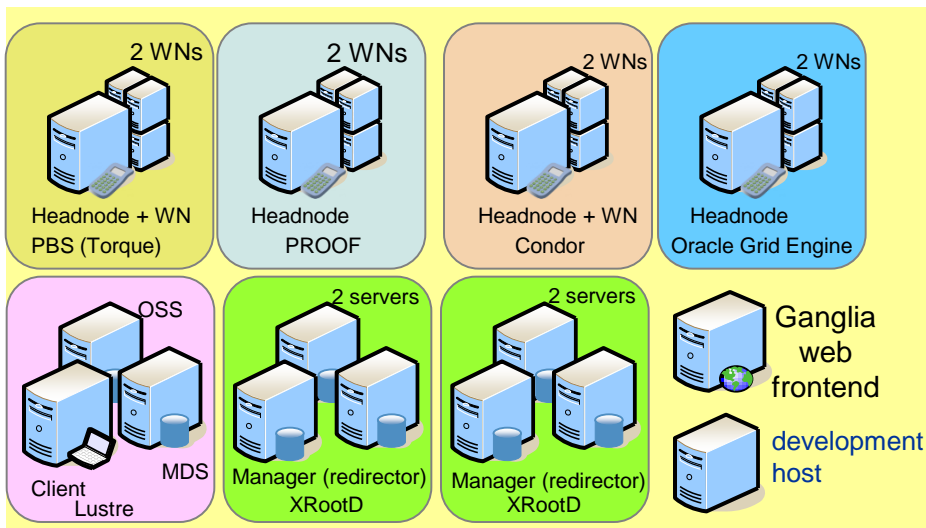 2 WNs
Headnode + WN
PBS (Torque)
2 WNs
Headnode
PROOF
2 WNs
Headnode + WN
Condor
2 WNs
Headnode
Oracle Grid Engine
OSS
MDS
Client
Lustre
2 servers
Manager (redirector)
XRootD
2 servers
Manager (redirector)
XRootD
Ganglia
web
frontend
development
host